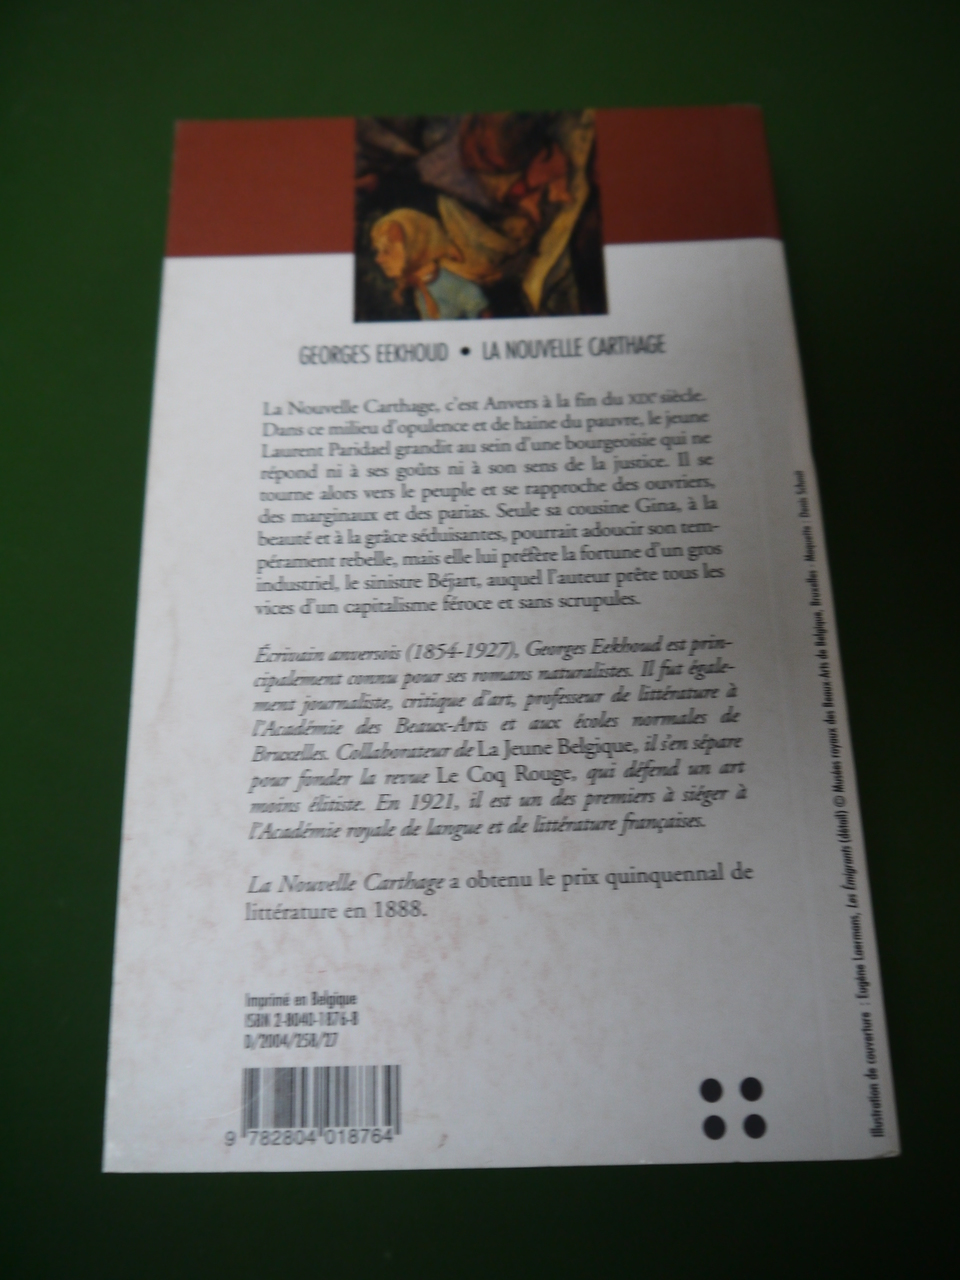 GEORGES EEKHOUD • LA NOUVELLE CARTHAGE
La Nouvelle Carthage, c'est Anvers à la fin du XIXe siècle.
Dans ce milieu d'opulence et de haine du pauvre, le jeune
Laurent Paridael grandit au sein d'une bourgeoisie qui ne
répond ni à ses goûts ni à son sens de la justice. Il se
tourne alors vers le peuple et se rapproche des ouvriers,
des marginaux et des parias. Seule sa cousine Gina, à la
beauté et à la grâce séduisantes, pourrait adoucir son tem-
pérament rebelle, mais elle lui préfère la fortune d'un gros
industriel, le sinistre Béjart, auquel l'auteur prête tous les
vices d'un capitalisme féroce et sans scrupules.
Écrivain anversois (1854-1927), Georges Eekhoud est prin-
cipalement connu pour ses romans naturalistes. Il fut égale-
ment journaliste, critique d'art, professeur de littérature à
l'Académie des Beaux-Arts et aux écoles normales de
Bruxelles. Collaborateur de La Jeune Belgique, il s'en sépare
pour fonder la revue Le Coq Rouge, qui défend un art
moins élitiste. En 1921, il est un des premiers à siéger à
l'Académie royale de langue et de littérature françaises.
La Nouvelle Carthage a obtenu le prix quinquennal de
littérature en 1888.
Imprimé en Belgique
ISBN 2-8040-1876-8
D/2004/258/27
9 782804 018764
Illustration de couverture : Eugène Laermans, Les Émigrants (détail) © Musées royaux des Beaux Arts de Belgique, Bruxelles - Maquette : Denis Scheid